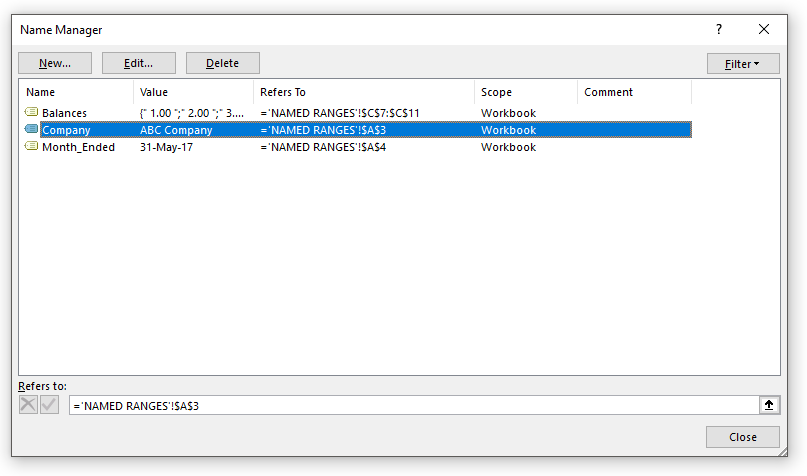 Name Manager ?
New... Edit... Delete Filter
Name Value Refers To Scope Comment
Balances {" 1.00 ";" 2.00 ";" 3.... ='NAMED RANGES'!$C$7:$C$11 Workbook
Company ABC Company ='NAMED RANGES'!$A$3 Workbook
Month_Ended 31-May-17 ='NAMED RANGES'!$A$4 Workbook
Refers to:
='NAMED RANGES'!$A$3
Close